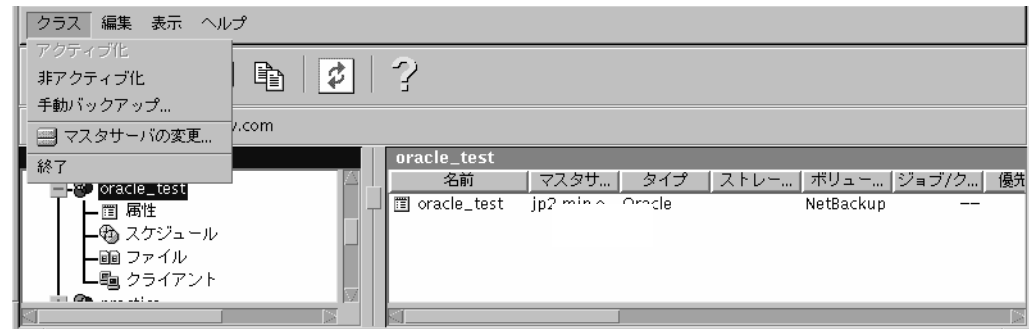 クラス 編集 表示 ヘルプ
アクティブ化
非アクティブ化
手動バックアップ...
マスタサーバの変更...
.com
終了
oracle_test
oracle_test
属性
スケジュール
ファイル
クライアント
名前 マスタサ... タイプ ストレー... ボリュー... ジョブ/ク... 優先
oracle_test Oracle NetBackup --